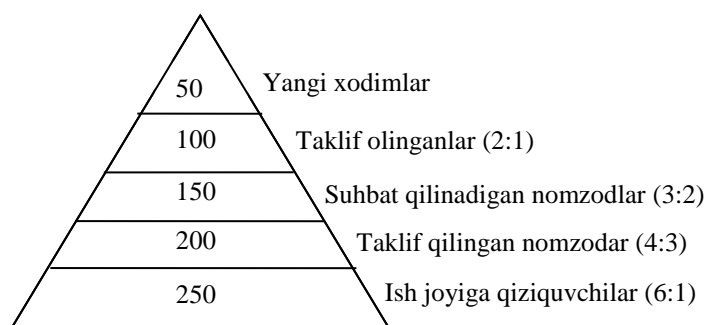 50 Yangi xodimlar
100 Taklif olinganlar (2:1)
150 Suhbat qilinadigan nomzodlar (3:2)
200 Taklif qilingan nomzodar (4:3)
250 Ish joyiga qiziquvchilar (6:1)